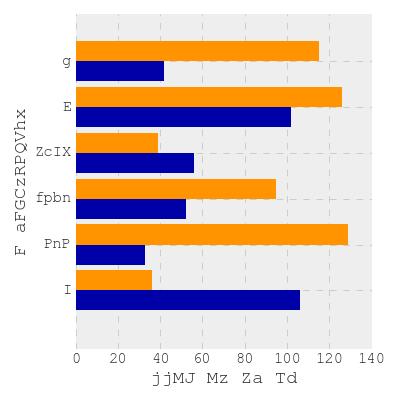 g
E
ZcIX
fpbn
PnP
I
F aFGCzRPQVhx
0 20 40 60 80 100 120 140
jjMJ Mz Za Td